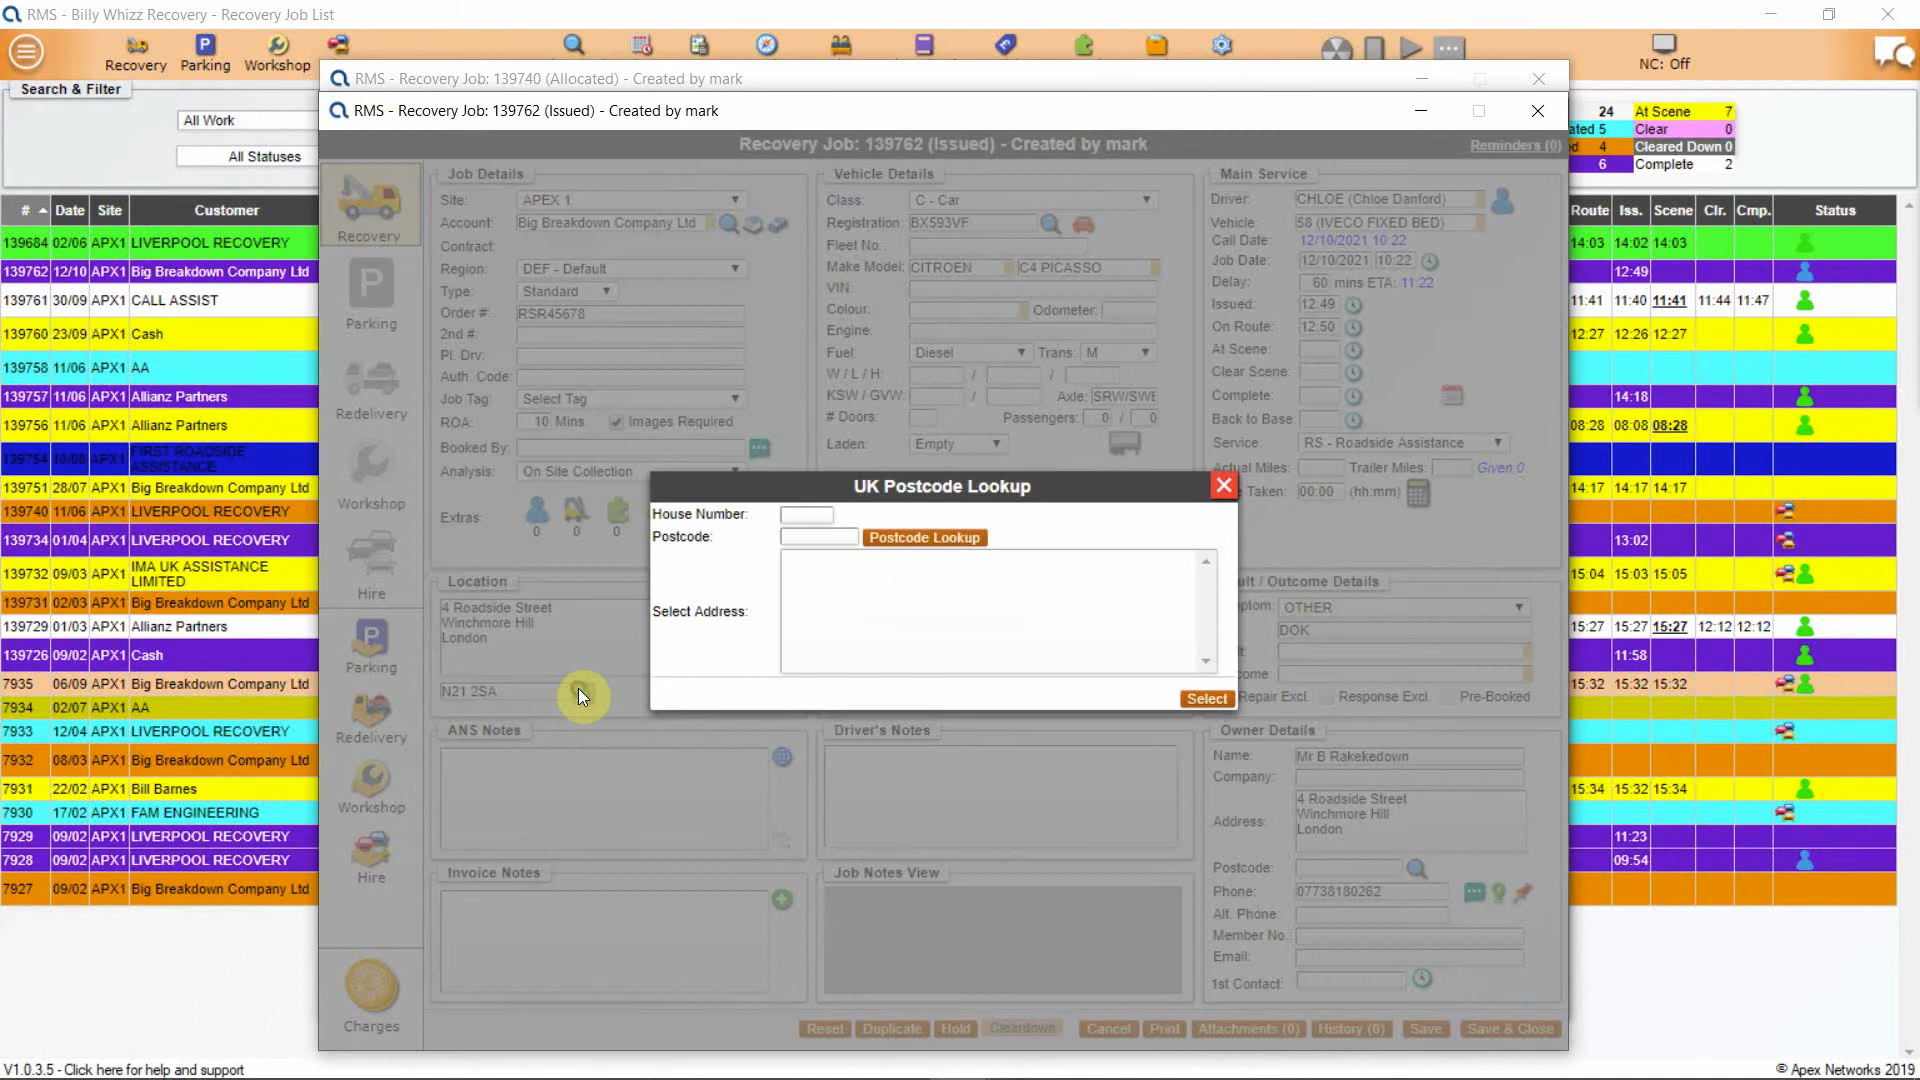 RMS - Billy Whizz Recovery - Recovery Job List
Recovery
Parking
Workshop
NC: Off
Search & Filter
All Work
All Statuses
24
At Scene 7
ated 5
Clear 0
4
Cleared Down 0
6
Complete 2
RMS - Recovery Job: 139740 (Allocated) - Created by mark
RMS - Recovery Job: 139762 (Issued) - Created by mark
Recovery Job: 139762 (Issued) - Created by mark
Reminders (0)
# Date Site Customer
Route Iss. Scene Clr. Cmp. Status
139684 02/06 APX1 LIVERPOOL RECOVERY 14:03 14:02 14:03
139762 12/10 APX1 Big Breakdown Company Ltd 12:49
139761 30/09 APX1 CALL ASSIST 11:41 11:40 11:41 11:44 11:47
139760 23/09 APX1 Cash 12:27 12:26 12:27
139758 11/06 APX1 AA
139757 11/06 APX1 Allianz Partners 14:18
139756 11/06 APX1 Allianz Partners 08:28 08:08 08:28
139754 10/08 APX1 FIRST ROADSIDE
ASSISTANCE
139751 28/07 APX1 Big Breakdown Company Ltd 14:17 14:17 14:17
139740 11/06 APX1 LIVERPOOL RECOVERY
139734 01/04 APX1 LIVERPOOL RECOVERY 13:02
139732 09/03 APX1 IMA UK ASSISTANCE
LIMITED 15:04 15:03 15:05
139731 02/03 APX1 Big Breakdown Company Ltd
139729 01/03 APX1 Allianz Partners 15:27 15:27 15:27 12:12 12:12
139726 09/02 APX1 Cash 11:58
7935 06/09 APX1 Big Breakdown Company Ltd 15:32 15:32 15:32
7934 02/07 APX1 AA
7933 12/04 APX1 LIVERPOOL RECOVERY
7932 08/03 APX1 Big Breakdown Company Ltd
7931 22/02 APX1 Bill Barnes 15:34 15:32 15:34
7930 17/02 APX1 FAM ENGINEERING
7929 09/02 APX1 LIVERPOOL RECOVERY 11:23
7928 09/02 APX1 LIVERPOOL RECOVERY 09:54
7927 09/02 APX1 Big Breakdown Company Ltd
Recovery
Parking
Redelivery
Workshop
Hire
Parking
Redelivery
Workshop
Hire
Charges
Job Details
Site: APEX 1
Account: Big Breakdown Company Ltd
Contract:
Region: DEF - Default
Type: Standard
Order #: RSR45678
2nd #:
Pl. Drv:
Auth. Code:
Job Tag: Select Tag
ROA: 10 Mins Images Required
Booked By:
Analysis: On Site Collection
Extras:
0 0 0
Vehicle Details
Class: C - Car
Registration: BX593VF
Fleet No.:
Make Model: CITROEN C4 PICASSO
VIN:
Colour: Odometer:
Engine:
Fuel: Diesel Trans: M
W / L / H: / /
KSW / GVW: / Axle: SRW/SWB
# Doors: Passengers: 0 / 0
Laden: Empty
Main Service
Driver: CHLOE (Chloe Danford)
Vehicle: 58 (IVECO FIXED BED)
Call Date: 12/10/2021 10:22
Job Date: 12/10/2021 10:22
Delay: 60 mins ETA: 11:22
Issued: 12:49
On Route: 12:50
At Scene:
Clear Scene:
Complete:
Back to Base:
Service: RS - Roadside Assistance
Actual Miles: Trailer Miles: Given:0
Taken: 00:00 (hh:mm)
UK Postcode Lookup
House Number:
Postcode: Postcode Lookup
Select Address:
Select
Location
4 Roadside Street
Winchmore Hill
London
N21 2SA
ult / Outcome Details
ptom: OTHER
DOK
come:
Repair Excl. Response Excl. Pre-Booked
ANS Notes
Driver's Notes
Owner Details
Name: Mr B Rakekedown
Company:
Address: 4 Roadside Street
Winchmore Hill
London
Postcode:
Phone: 07738180262
Alt. Phone:
Member No.:
Email:
1st Contact:
Invoice Notes
Job Notes View
Reset Duplicate Hold Cleardown Cancel Print Attachments (0) History (0) Save Save & Close
V1.0.3.5 - Click here for help and support
© Apex Networks 2019